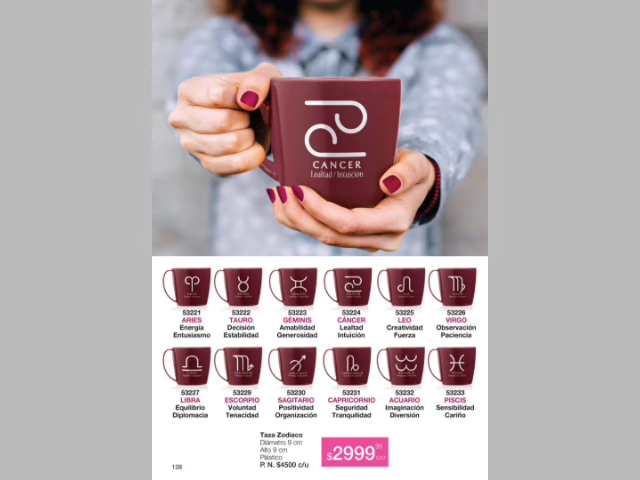 CANCER
Lealtad/Intuición
53221
ARIES
Energía
Entusiasmo
53222
TAURO
Decisión
Estabilidad
53223
GÉMINIS
Amabilidad
Generosidad
53224
CÁNCER
Lealtad
Intuición
53225
LEO
Creatividad
Fuerza
53226
VIRGO
Observación
Paciencia
53227
LIBRA
Equilibrio
Diplomacia
53229
ESCORPIO
Voluntad
Tenacidad
53230
SAGITARIO
Positividad
Organización
53231
CAPRICORNIO
Seguridad
Tranquilidad
53232
ACUARIO
Imaginación
Diversión
53233
PISCIS
Sensibilidad
Cariño
Taza Zodiaco
Diámetro 9 cm
Alto 9 cm
Plástico
P. N. $4500 c/u
$2999,99 c/u
128